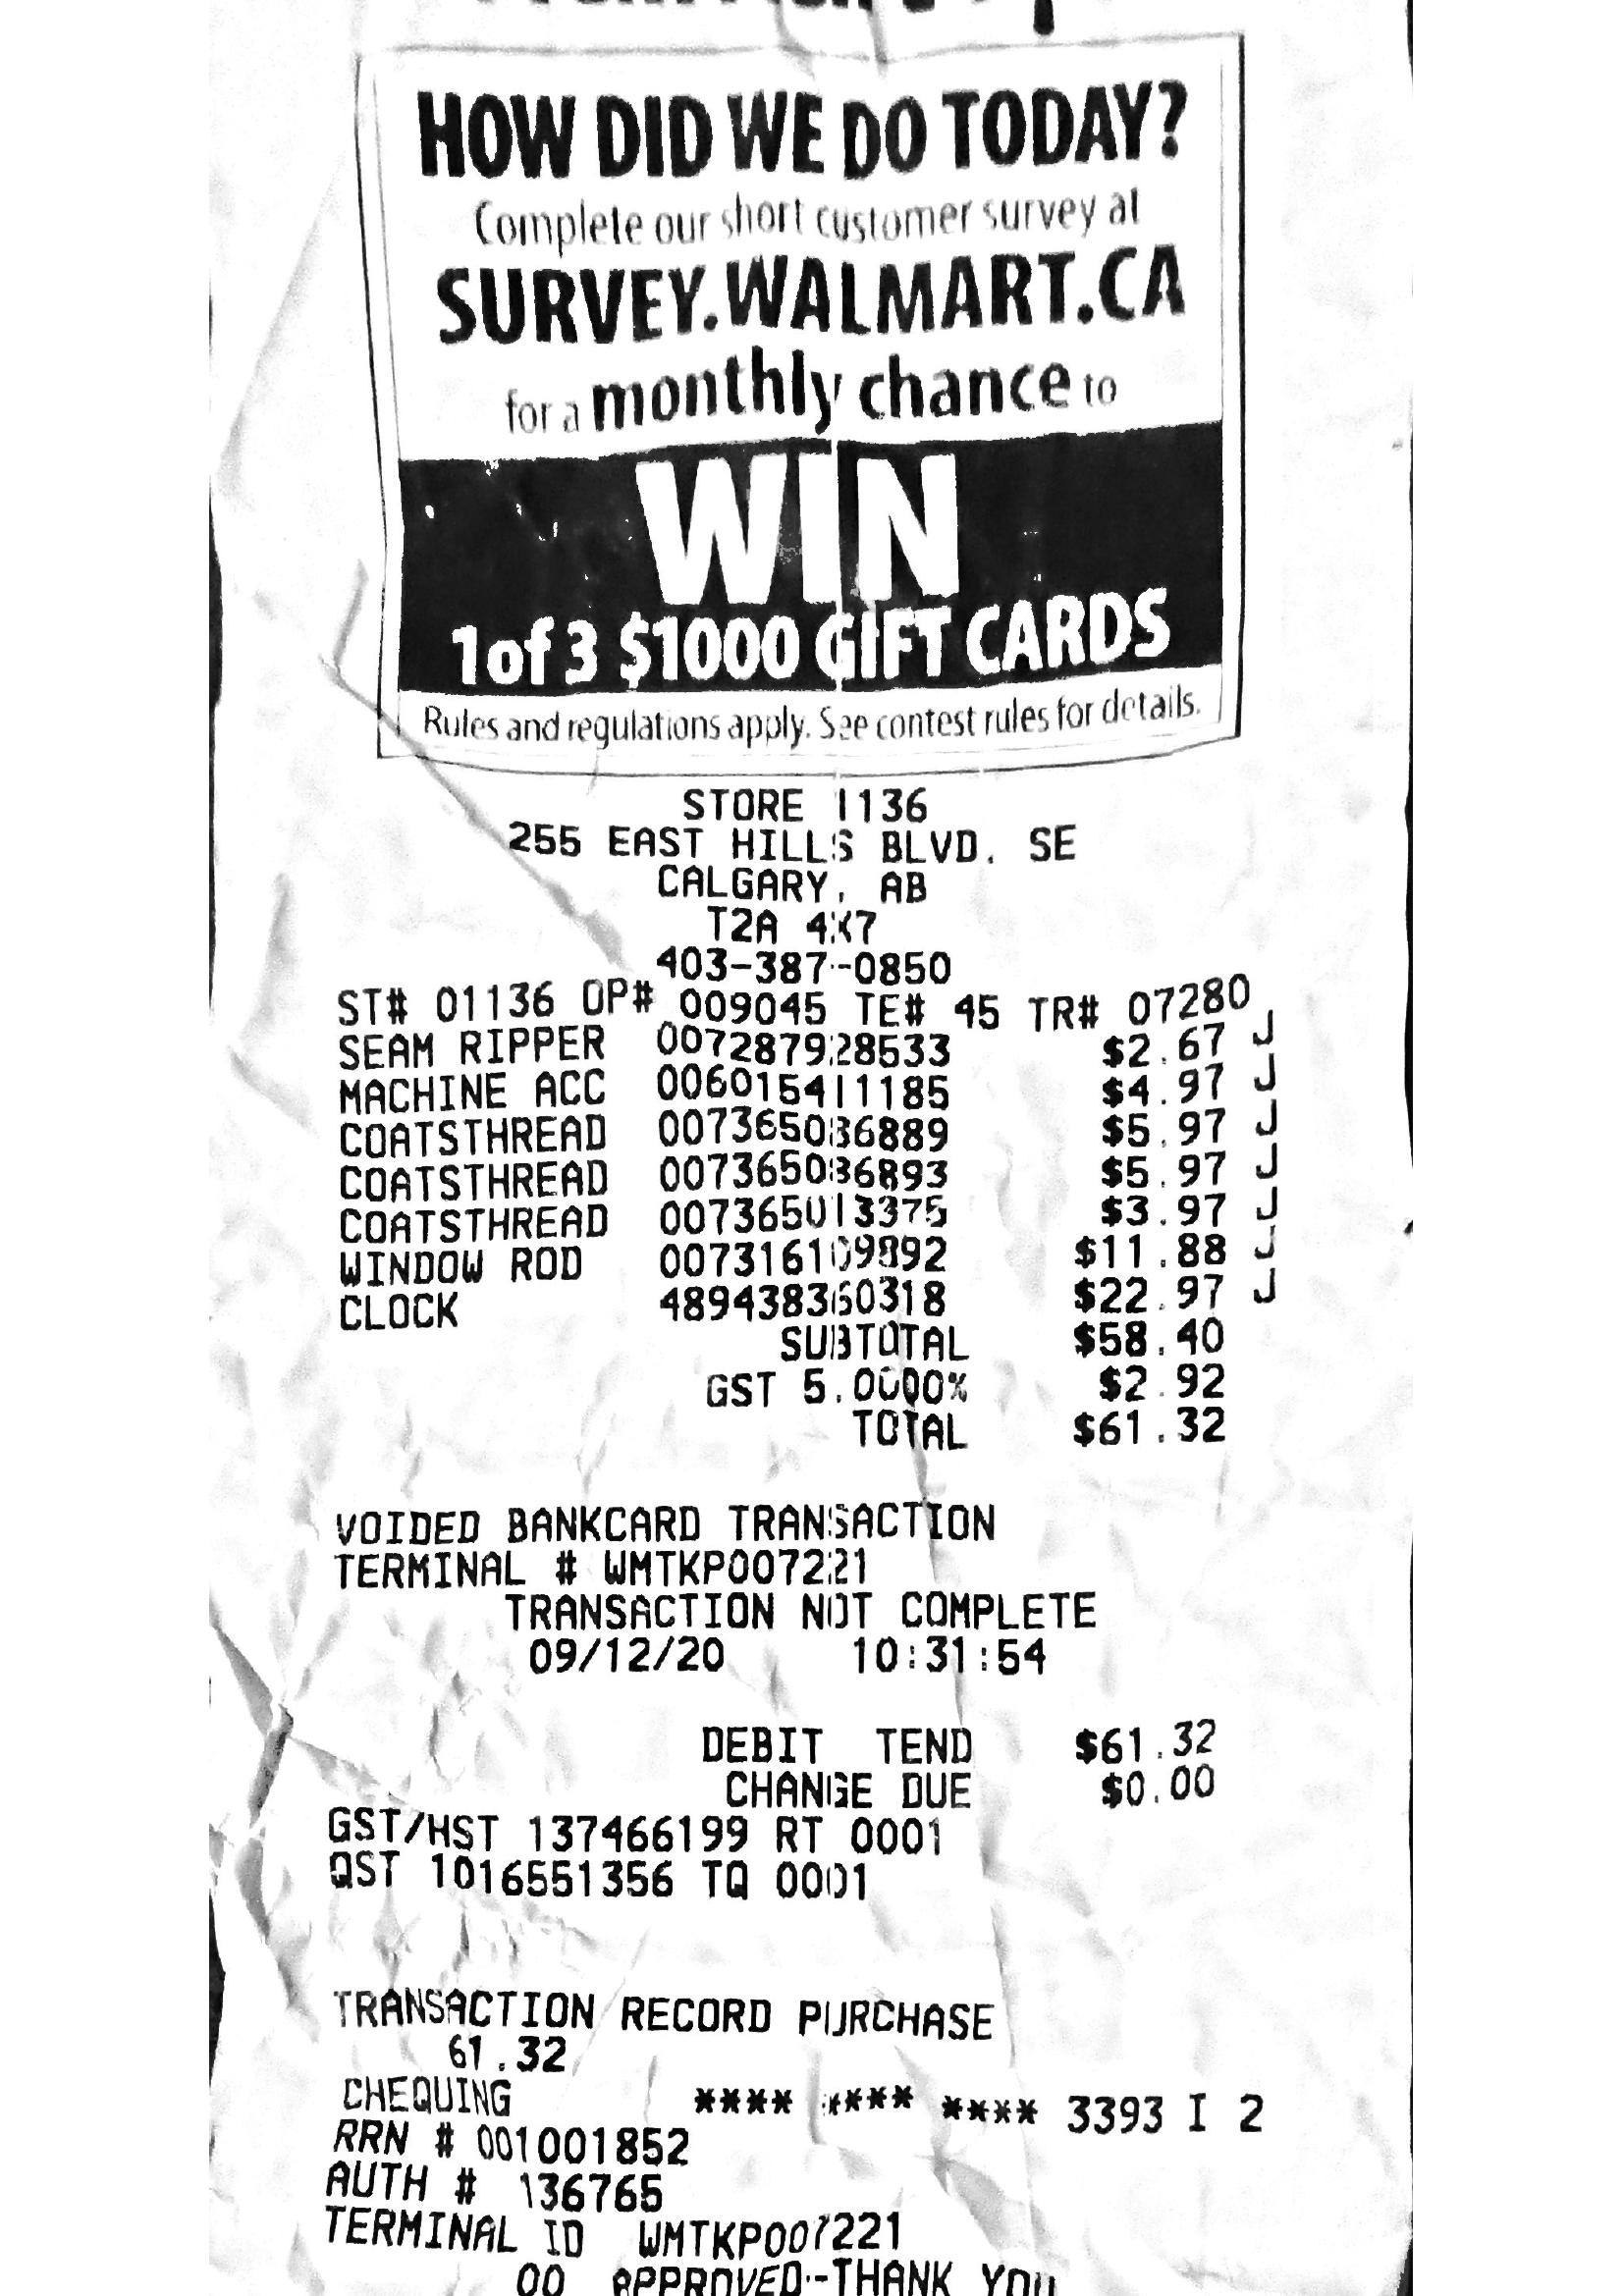 HOW DID WE DO TODAY?
Complete our short customer survey at
SURVEY.WALMART.CA
for a monthly chance to
WIN
1 of 3 $1000 GIFT CARDS
Rules and regulations apply. See contest rules for details.
STORE 1136
255 EAST HILLS BLVD. SE
CALGARY, AB
T2A 4X7
403-387-0850
ST# 01136 OP# 009045 TE# 45 TR# 07280
SEAM RIPPER 007287928533 $2.67 J
MACHINE ACC 006015411185 $4.97 J
COATSTHREAD 007365086889 $5.97 J
COATSTHREAD 007365086893 $5.97 J
COATSTHREAD 007365013375 $3.97 J
WINDOW ROD 007316109892 $11.88 J
CLOCK 489438360318 $22.97 J
SUBTOTAL $58.40
GST 5.0000% $2.92
TOTAL $61.32
VOIDED BANKCARD TRANSACTION
TERMINAL # WMTKP007221
TRANSACTION NOT COMPLETE
09/12/20 10:31:54
DEBIT TEND $61.32
CHANGE DUE $0.00
GST/HST 137466199 RT 0001
QST 1016551356 TQ 0001
TRANSACTION RECORD PURCHASE
61.32
CHEQUING **** **** **** 3393 I 2
RRN # 001001852
AUTH # 136765
TERMINAL ID WMTKP007221
00 APPROVED--THANK YOU